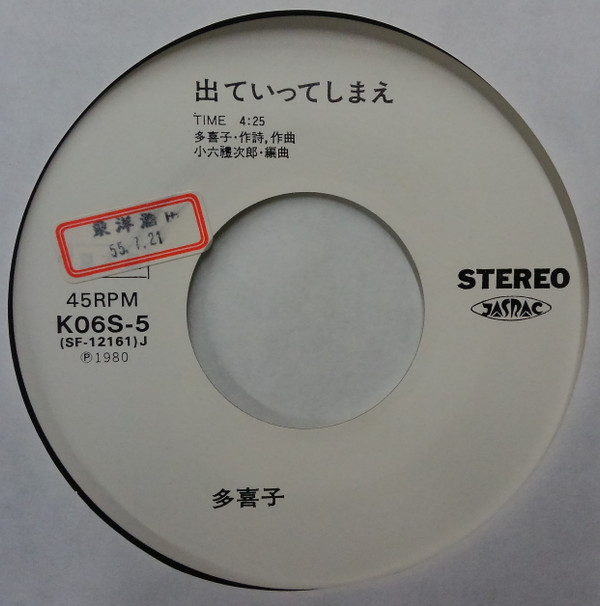 出ていってしまえ
TIME 4:25
多喜子・作詩,作曲
小六禮次郎・編曲
東洋酒
55.7.21
45RPM
K06S-5
(SF-12161)J
Ⓟ1980
STEREO
JASRAC
多喜子